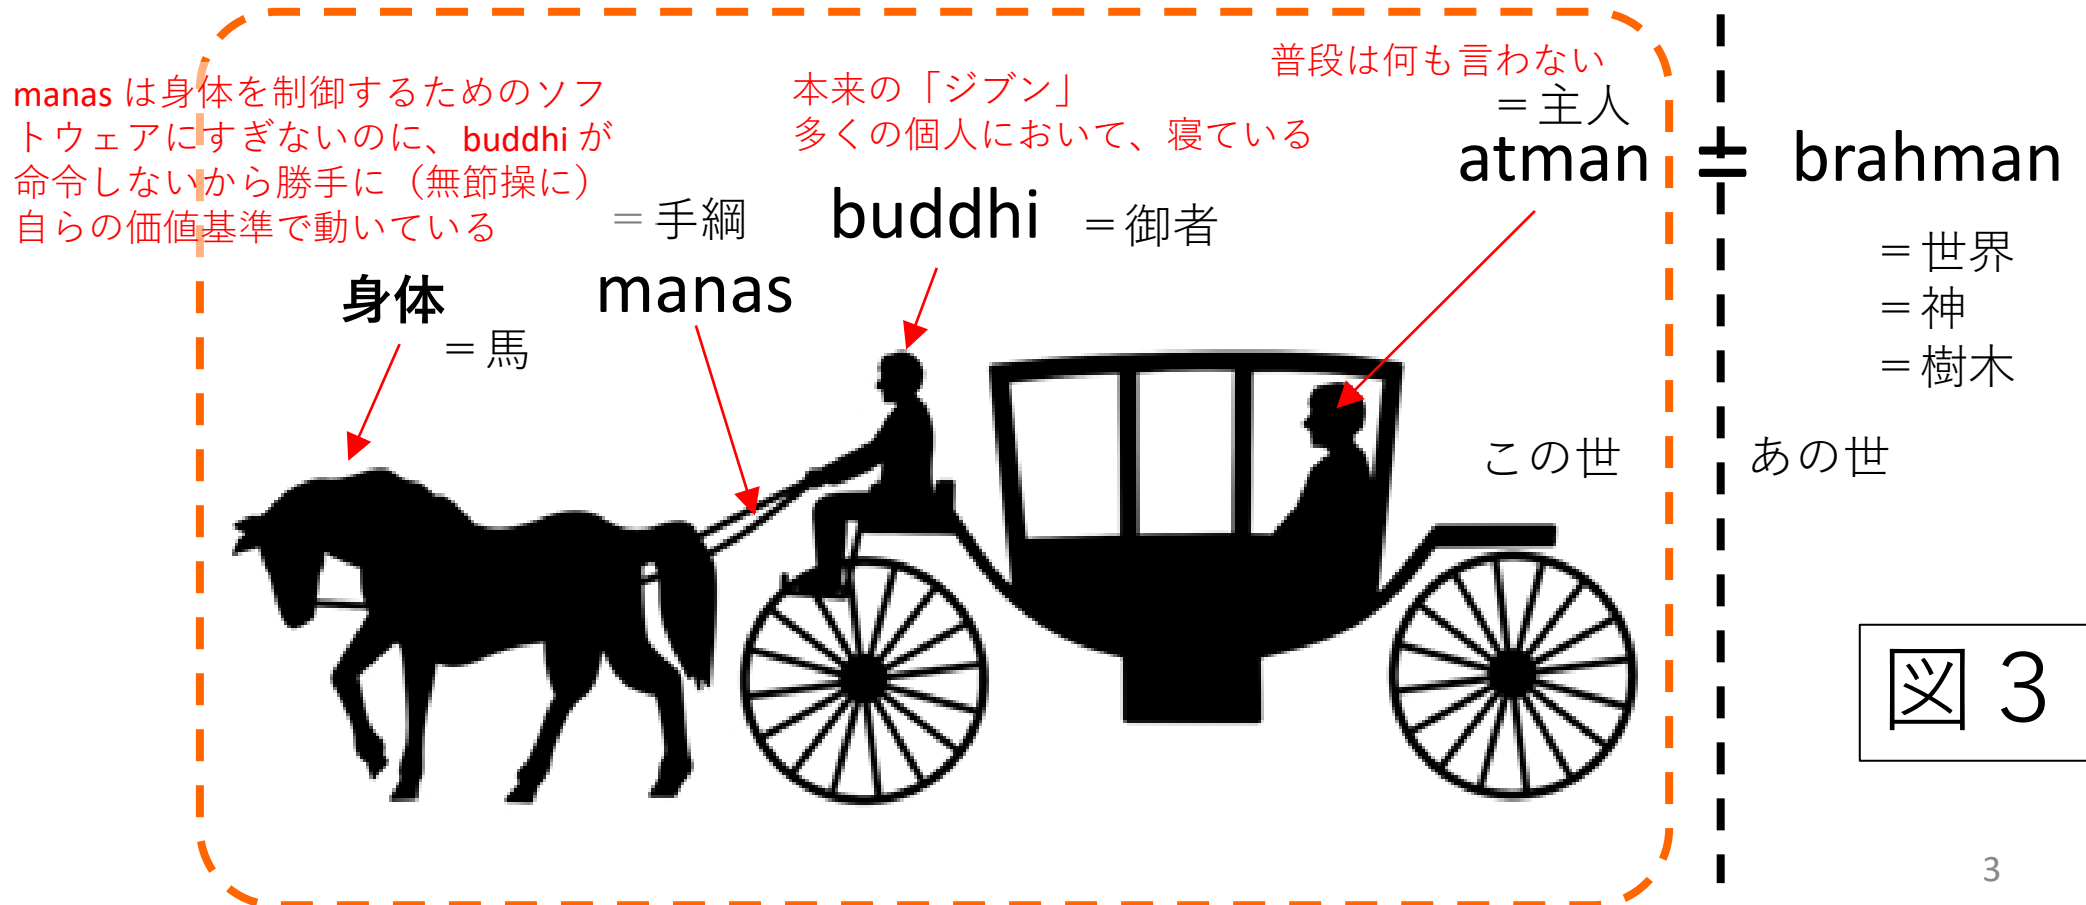 manas は身体を制御するためのソフ
トウェアにすぎないのに、buddhi が
命令しないから勝手に（無節操に）
自らの価値基準で動いている
本来の「ジブン」
多くの個人において、寝ている
普段は何も言わない
＝主人
atman = brahman
＝手綱
buddhi ＝御者
身体
manas
＝馬
＝世界
＝神
＝樹木
この世
あの世
図３
3